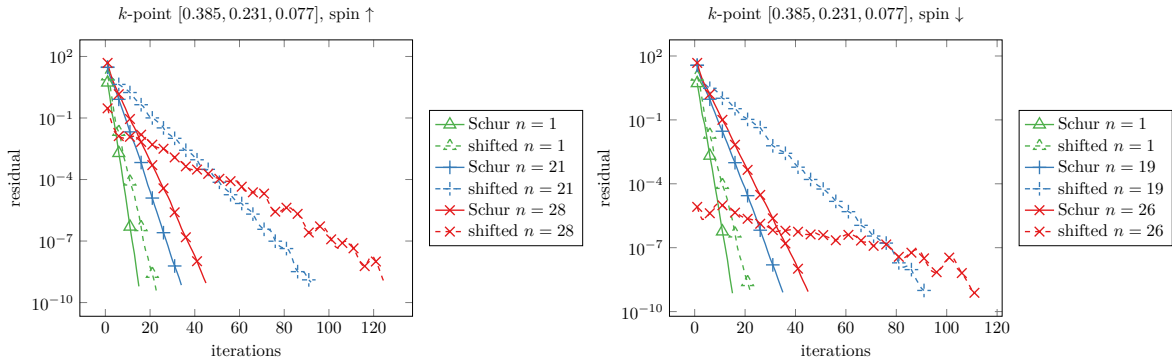 k-point [0.385, 0.231, 0.077], spin ↑
residual
10^2
10^−1
10^−4
10^−7
10^−10
0 20 40 60 80 100 120
iterations
Schur n = 1
shifted n = 1
Schur n = 21
shifted n = 21
Schur n = 28
shifted n = 28
k-point [0.385, 0.231, 0.077], spin ↓
residual
10^2
10^−1
10^−4
10^−7
10^−10
0 20 40 60 80 100 120
iterations
Schur n = 1
shifted n = 1
Schur n = 19
shifted n = 19
Schur n = 26
shifted n = 26